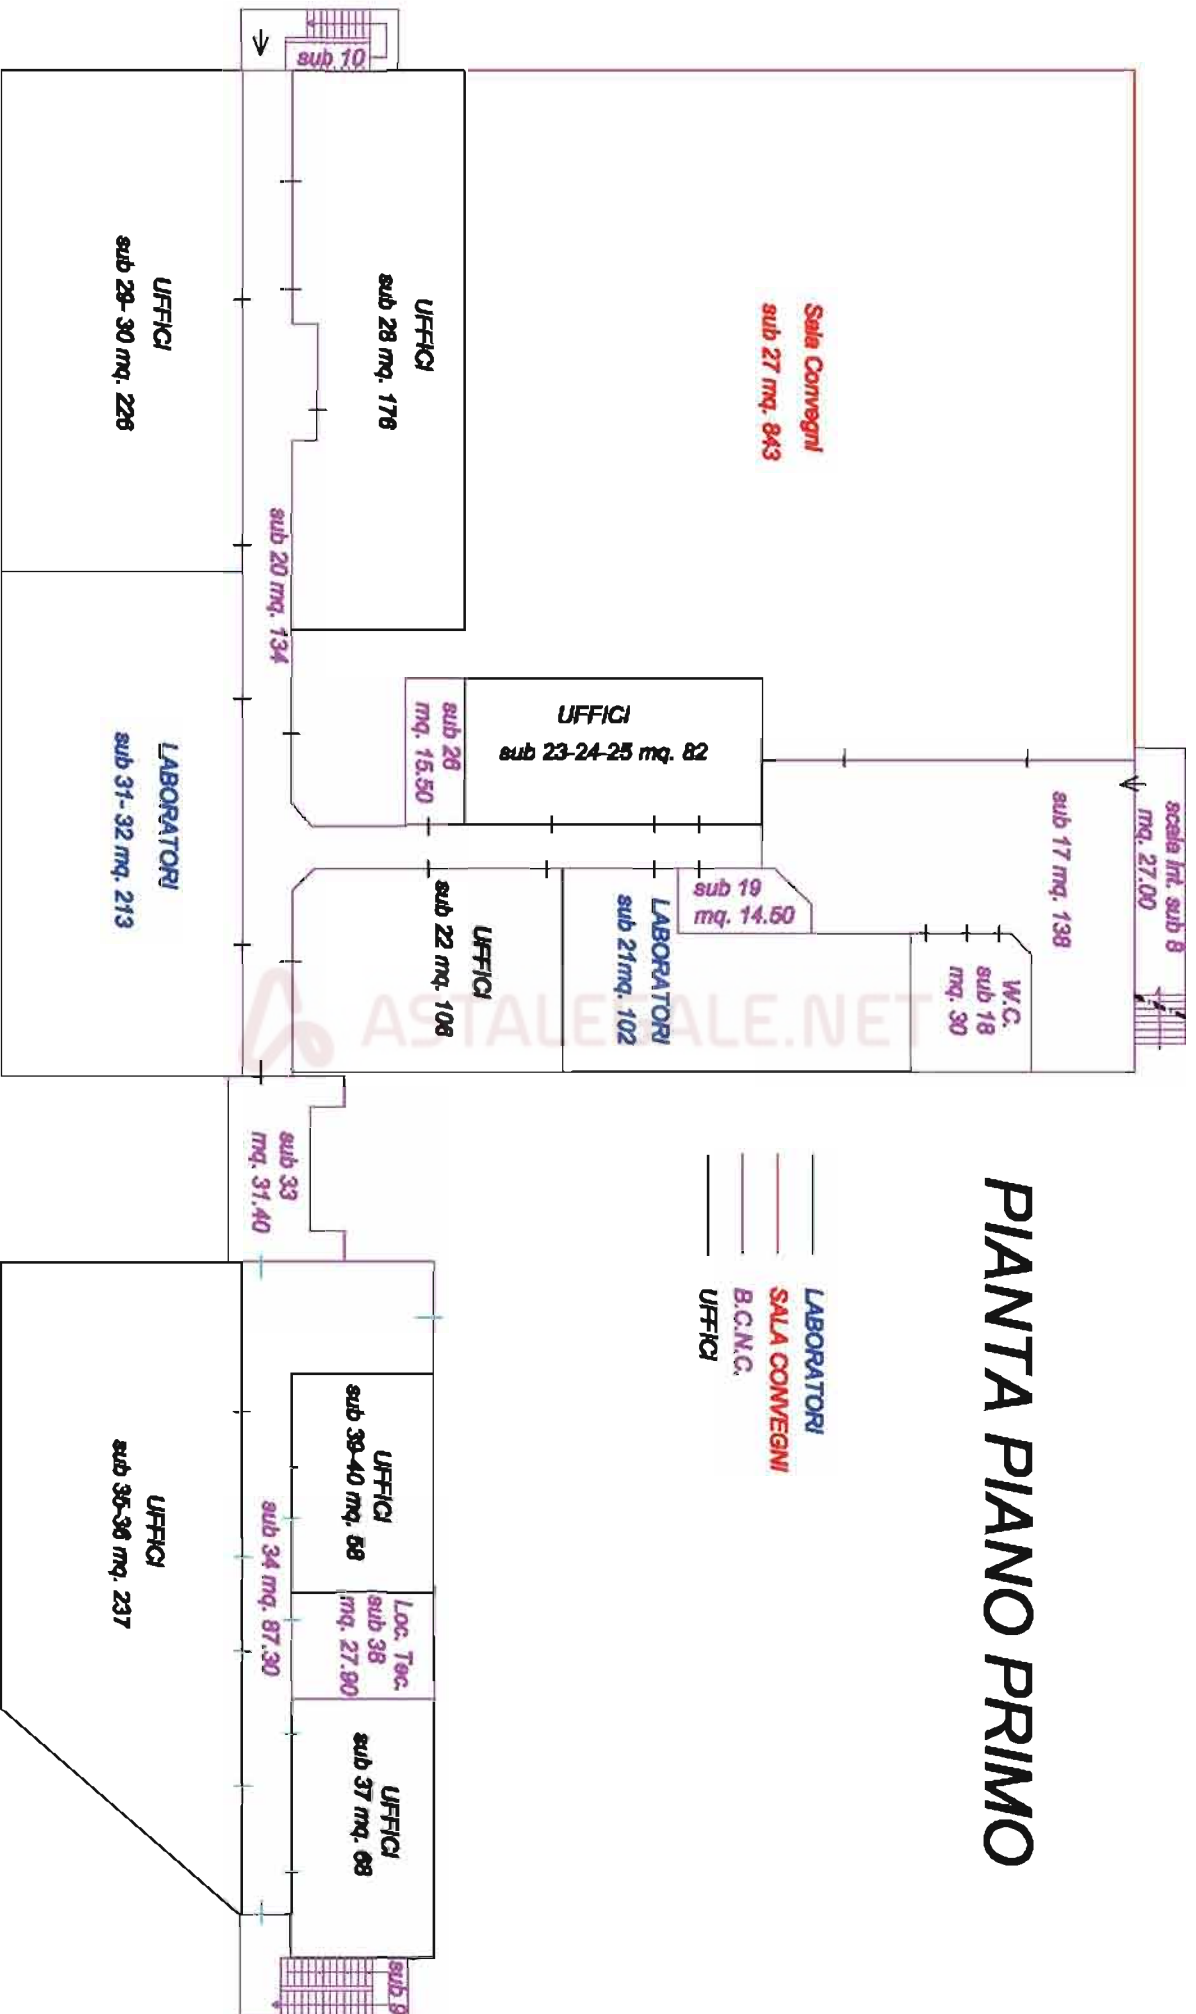 PIANTA PIANO PRIMO
LABORATORI
SALA CONVEGNI
B.C.N.C.
UFFICI
scala int. sub 8
mq. 27.00
sub 17 mq. 138
W.C.
sub 18
mq. 30
Sala Convegni
sub 27 mq. 843
sub 19
mq. 14.50
LABORATORI
sub 21mq. 102
UFFICI
sub 23-24-25 mq. 82
sub 26
mq. 15.50
UFFICI
sub 22 mq. 106
UFFICI
sub 28 mq. 176
sub 10
sub 20 mq. 134
UFFICI
sub 29- 30 mq. 226
LABORATORI
sub 31- 32 mq. 213
sub 33
mq. 31.40
UFFICI
sub 39-40 mq. 58
Loc. Tec.
sub 38
mq. 27.90
UFFICI
sub 37 mq. 68
sub 9
sub 34 mq. 87.30
UFFICI
sub 35-36 mq. 237
ASTALEGALE.NET